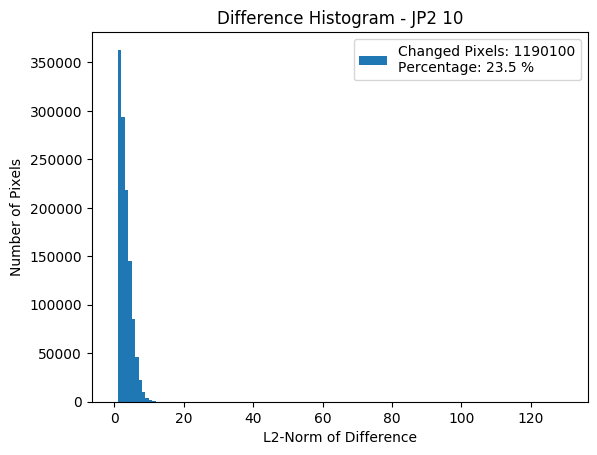 Difference Histogram - JP2 10
Changed Pixels: 1190100
Percentage: 23.5 %
Number of Pixels
350000
300000
250000
200000
150000
100000
50000
0
0 20 40 60 80 100 120
L2-Norm of Difference